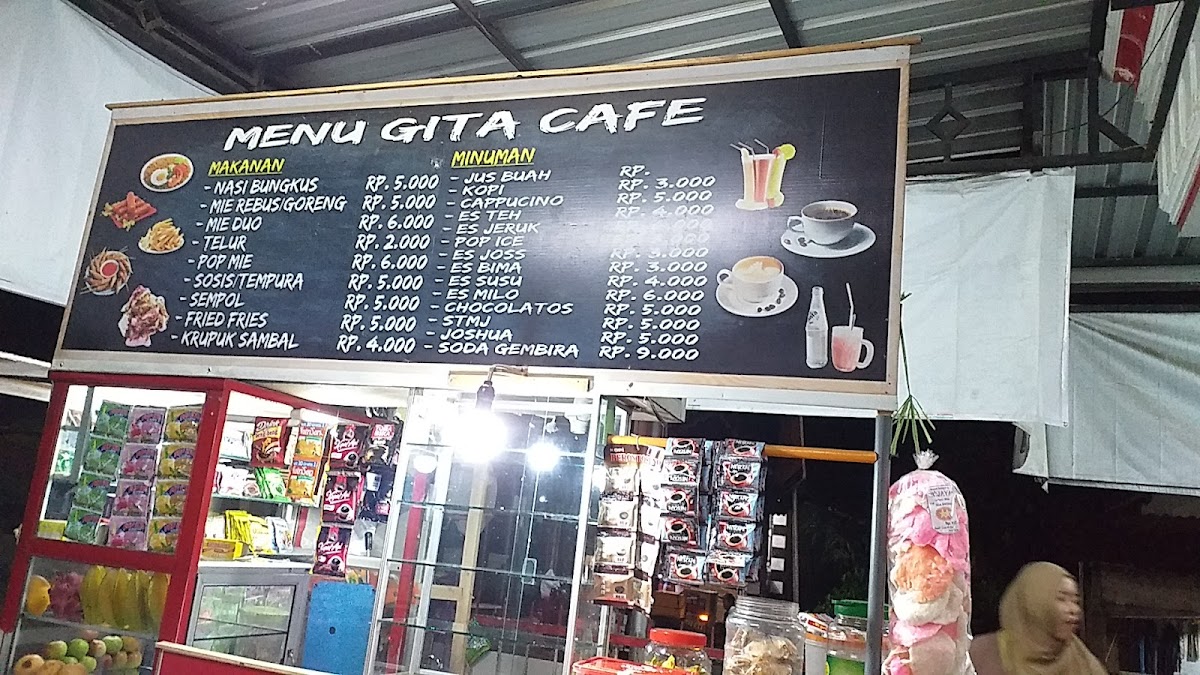 MENU GITA CAFE
MAKANAN
- NASI BUNGKUS RP. 5.000
- MIE REBUS/GORENG RP. 5.000
- MIE DUO RP. 6.000
- TELUR RP. 2.000
- POP MIE RP. 6.000
- SOSIS/TEMPURA RP. 5.000
- SEMPOL RP. 5.000
- FRIED FRIES RP. 5.000
- KRUPUK SAMBAL RP. 4.000
MINUMAN
- JUS BUAH RP.
- KOPI RP. 3.000
- CAPPUCINO RP. 5.000
- ES TEH RP. 4.000
- ES JERUK
- POP ICE
- ES JOSS RP. 3.000
- ES BIMA RP. 3.000
- ES SUSU RP. 4.000
- ES MILO RP. 6.000
- CHOCOLATOS RP. 5.000
- STMJ RP. 5.000
- JOSHUA RP. 5.000
- SODA GEMBIRA RP. 9.000